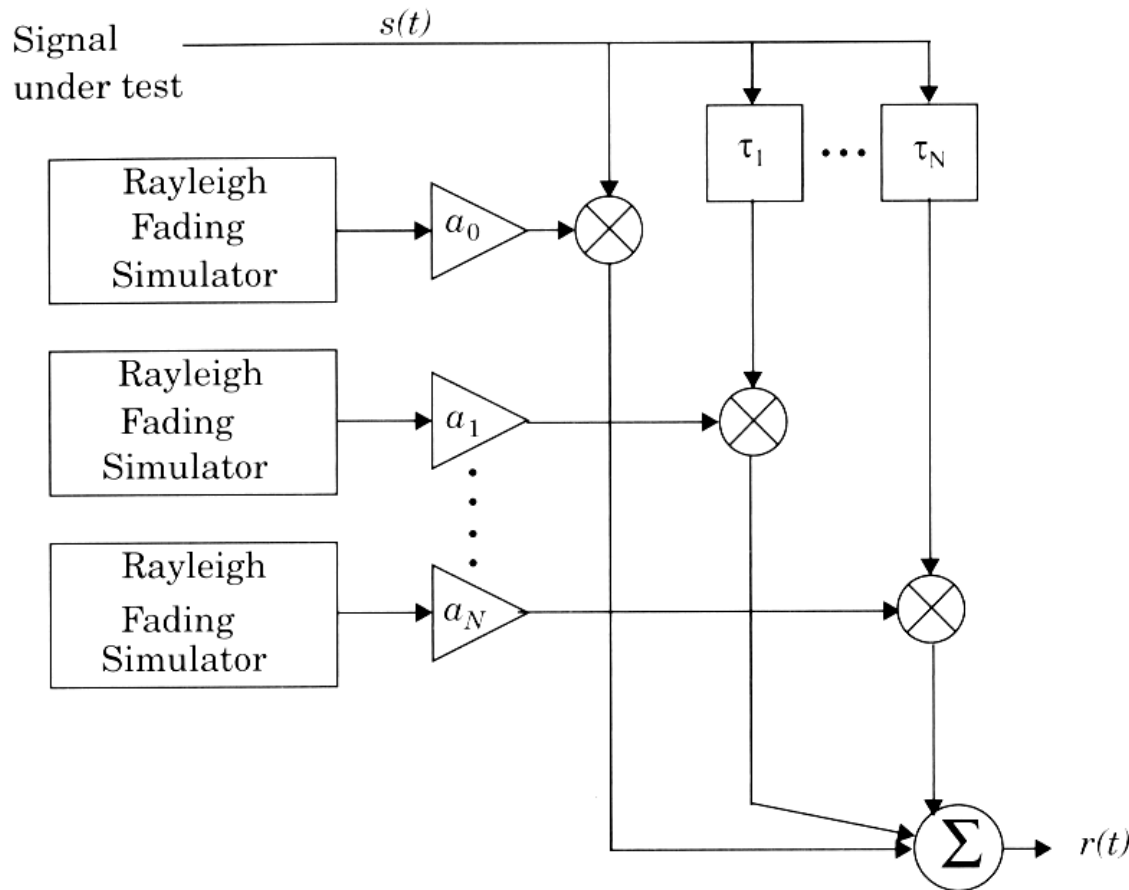 s(t)
Signal
under test
τ1
τN
Rayleigh
Fading
Simulator
a0
Rayleigh
Fading
Simulator
a1
Rayleigh
Fading
Simulator
aN
Σ
r(t)